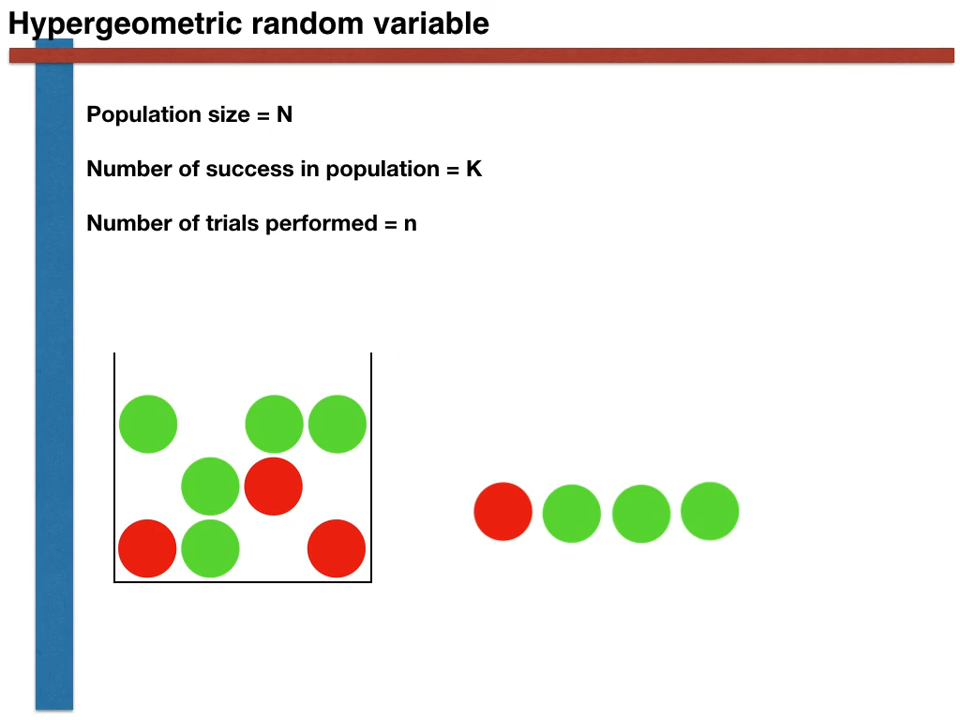 Hypergeometric random variable
Population size = N
Number of success in population = K
Number of trials performed = n